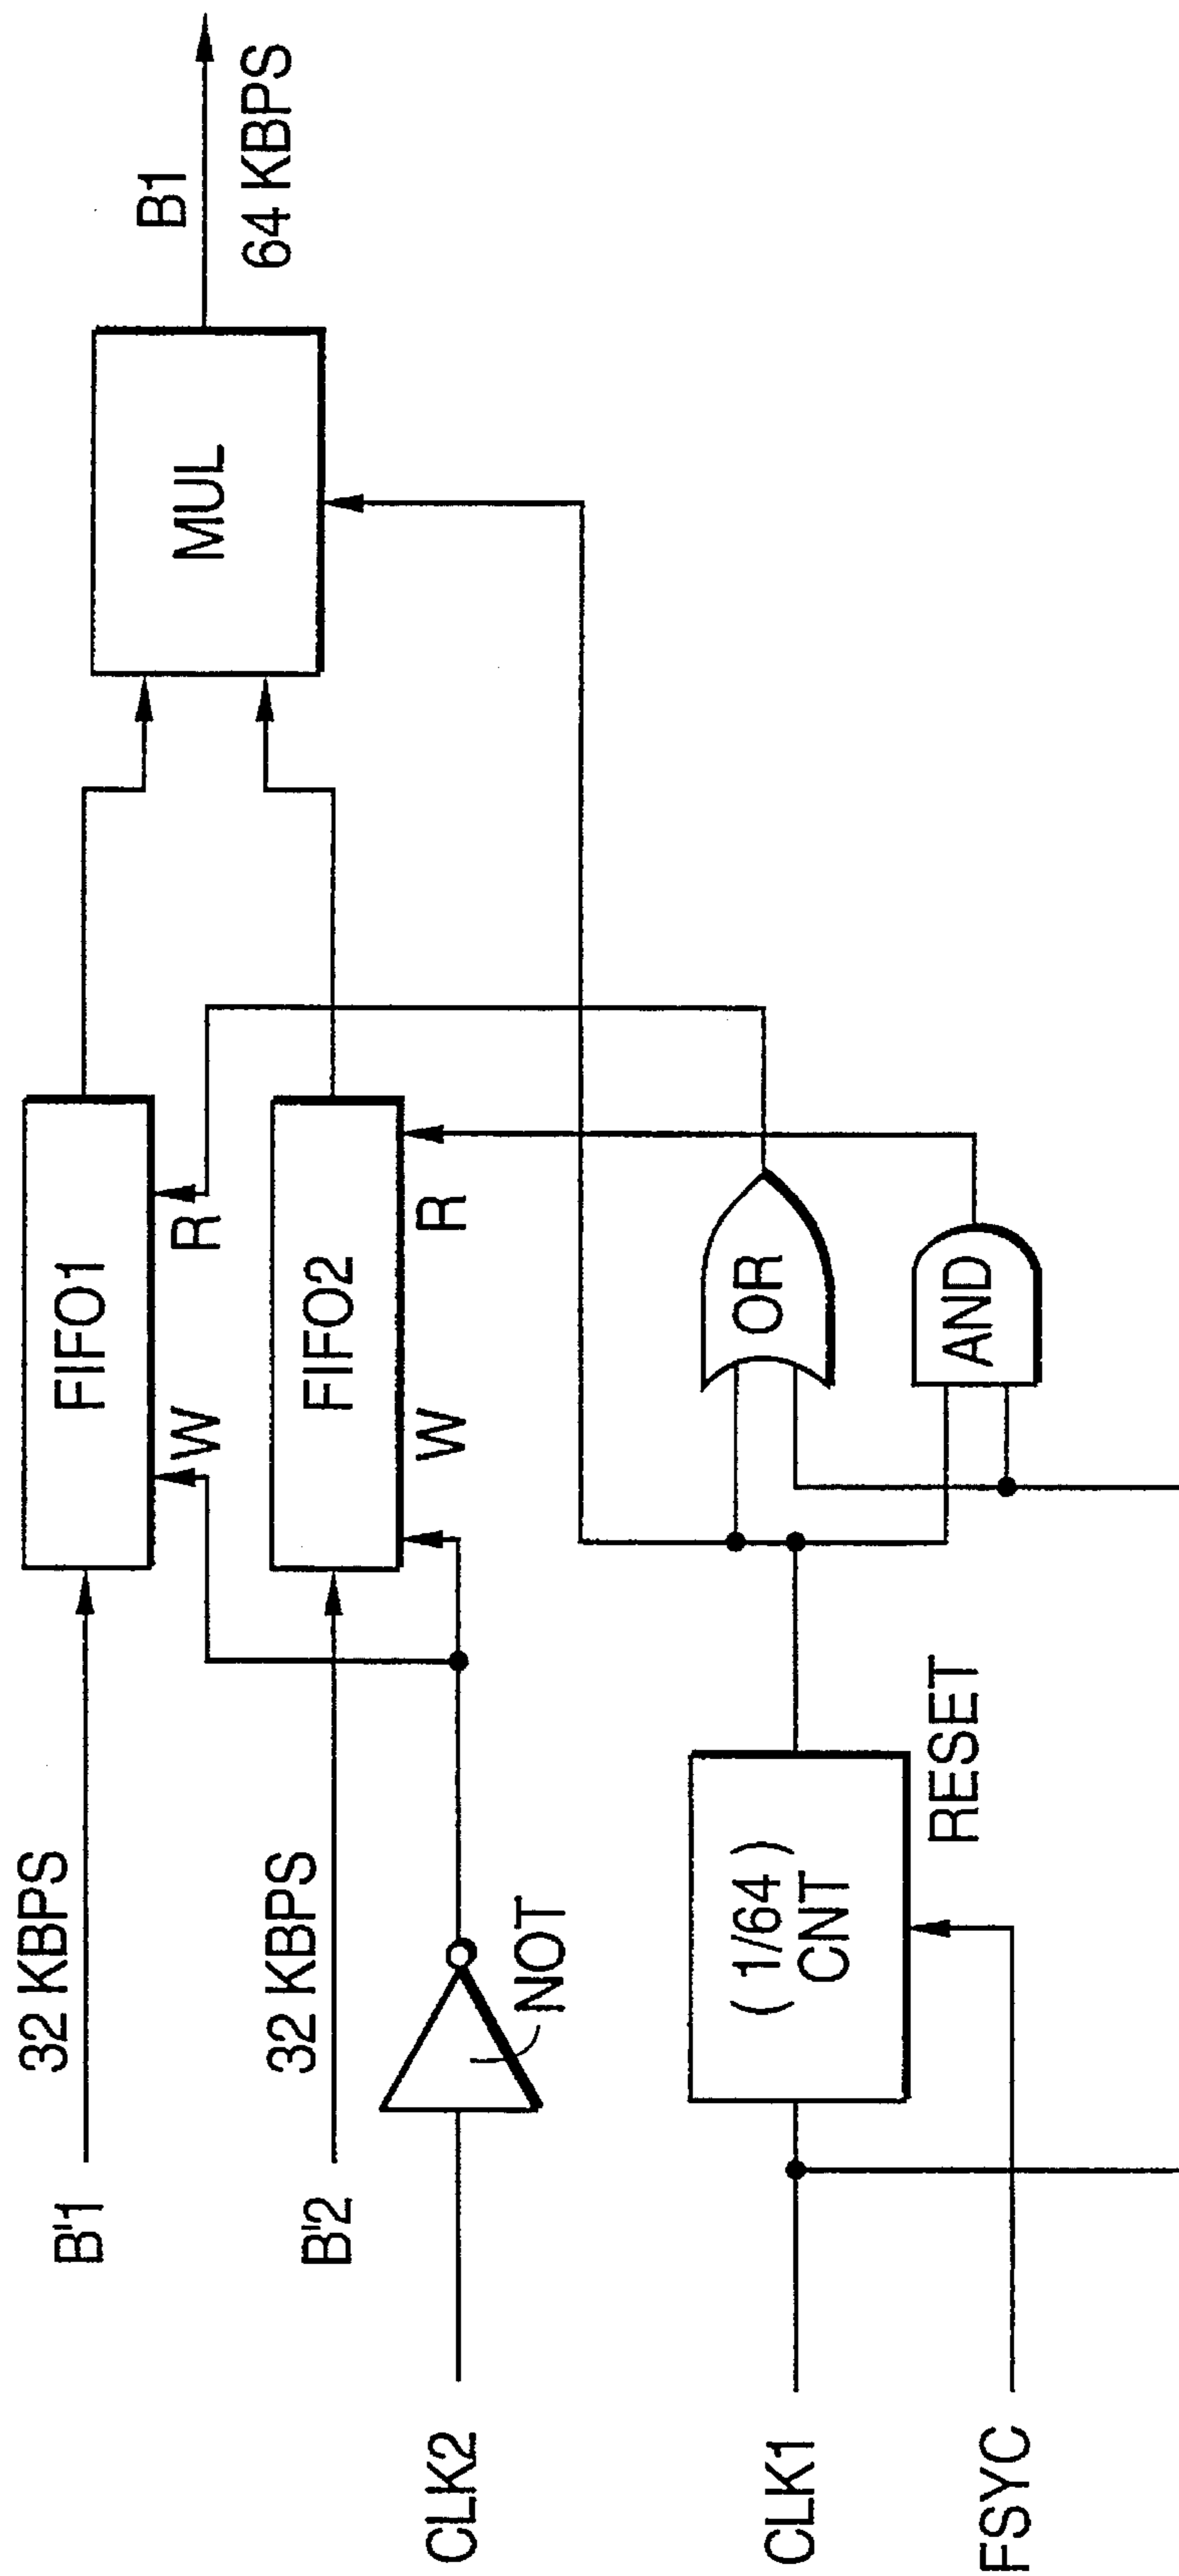 B'1
32 KBPS
FIFO1
W
R
MUL
B1
64 KBPS
B'2
32 KBPS
FIFO2
W
R
CLK2
NOT
CLK1
( 1/64 )
CNT
RESET
OR
AND
FSYC